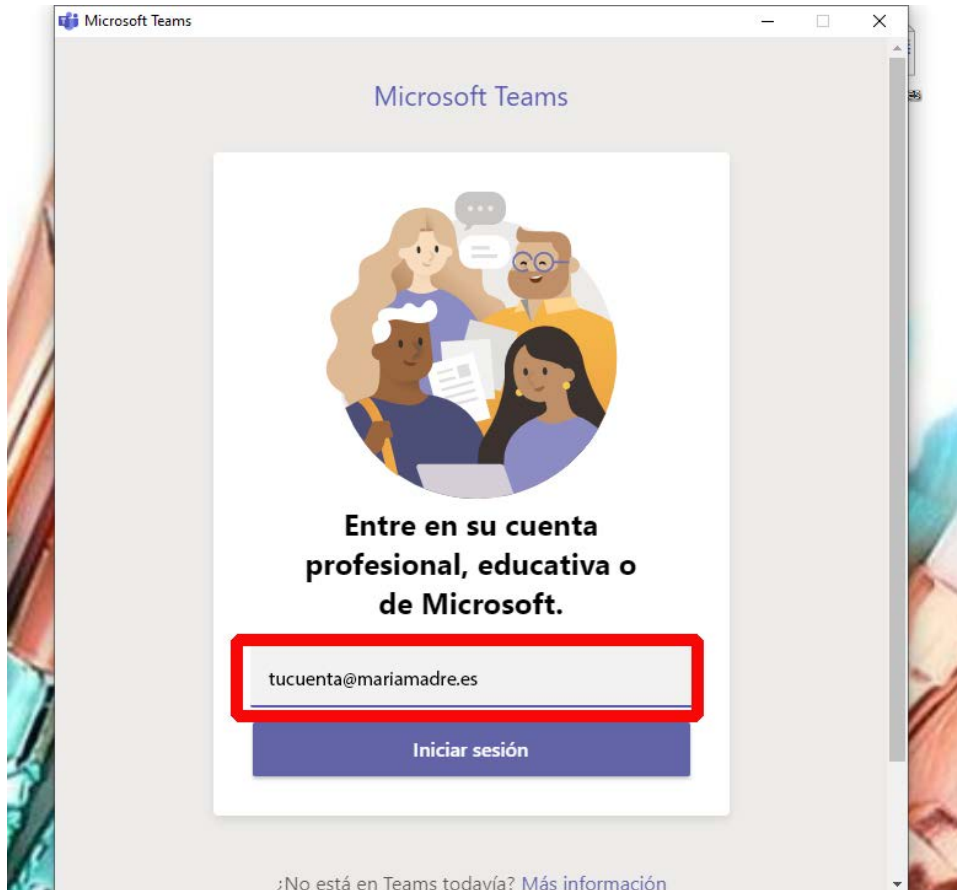 Microsoft Teams
Microsoft Teams
Entre en su cuenta
profesional, educativa o
de Microsoft.
tucuenta@mariamadre.es
Iniciar sesión
¿No está en Teams todavía? Más información